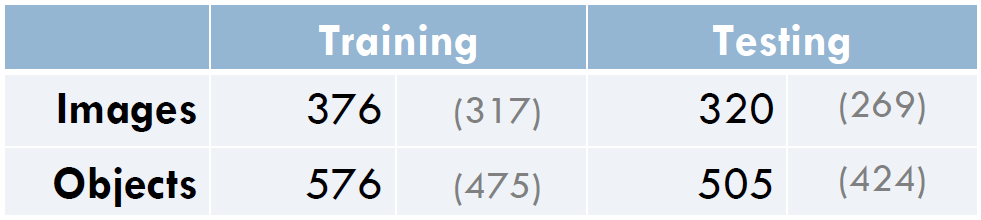 Training Testing
Images 376 (317) 320 (269)
Objects 576 (475) 505 (424)